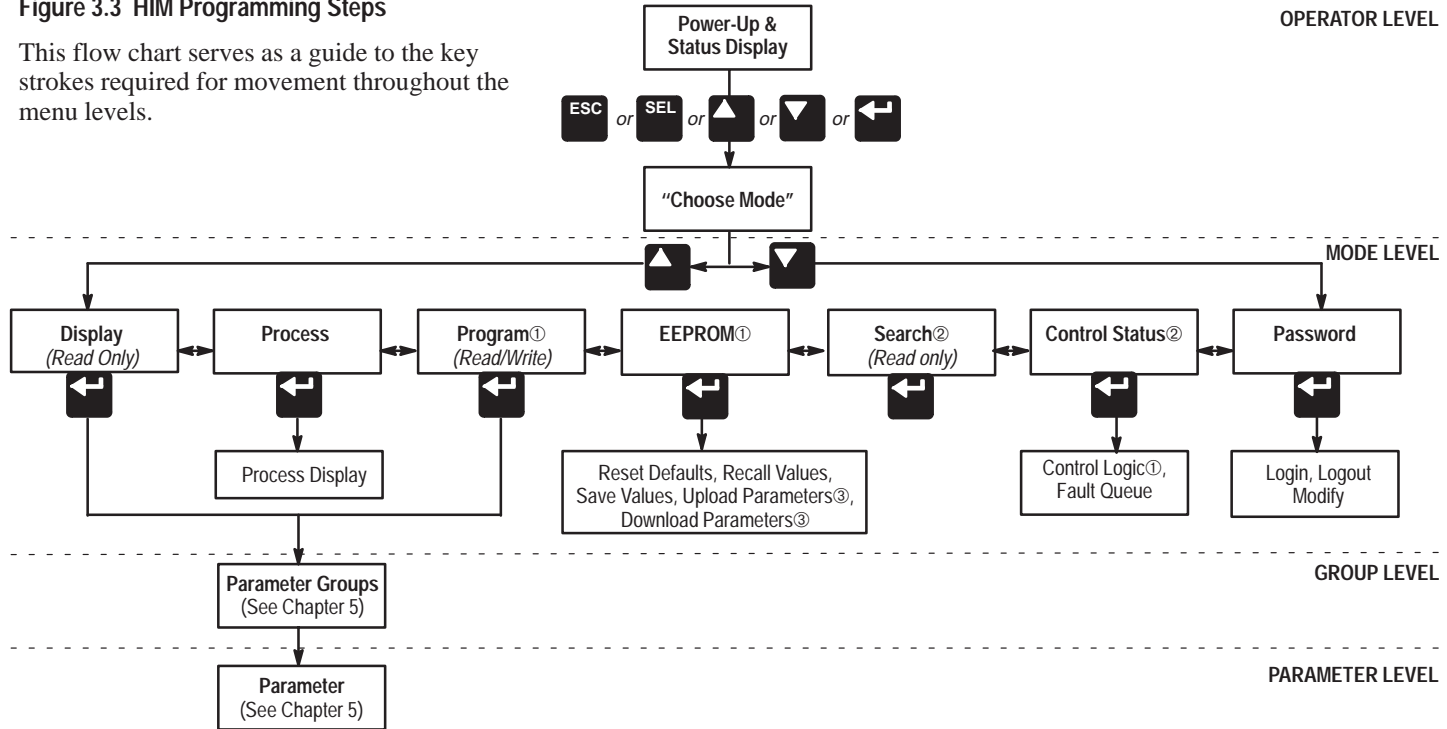 Figure 3.3 HIM Programming Steps
This flow chart serves as a guide to the key
strokes required for movement throughout the
menu levels.
OPERATOR LEVEL
Power-Up &
Status Display
ESC or SEL or or or
“Choose Mode”
MODE LEVEL
Display
(Read Only)
Process
Program①
(Read/Write)
EEPROM①
Search②
(Read only)
Control Status②
Password
Process Display
Reset Defaults, Recall Values,
Save Values, Upload Parameters③,
Download Parameters③
Control Logic①,
Fault Queue
Login, Logout
Modify
GROUP LEVEL
Parameter Groups
(See Chapter 5)
PARAMETER LEVEL
Parameter
(See Chapter 5)